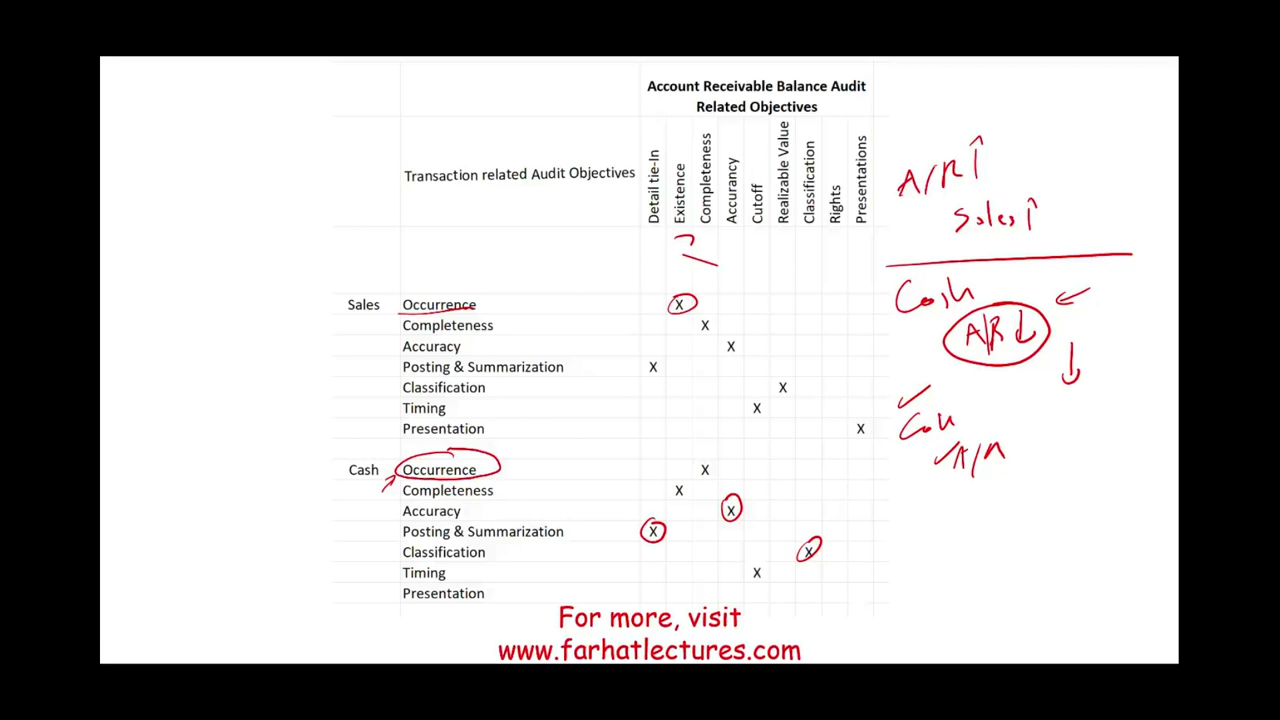 Account Receivable Balance Audit
Related Objectives
Transaction related Audit Objectives
Detail tie-In
Existence
Completeness
Accurancy
Cutoff
Realizable Value
Classification
Rights
Presentations
A/R ↑
Sales ↑
Sales Occurrence X
Completeness X
Accuracy X
Posting & Summarization X
Classification X
Timing X
Presentation X
Cash
A/R ↓
Cash
A/R
Cash Occurrence X
Completeness X
Accuracy X
Posting & Summarization X
Classification X
Timing X
Presentation
For more, visit
www.farhatlectures.com